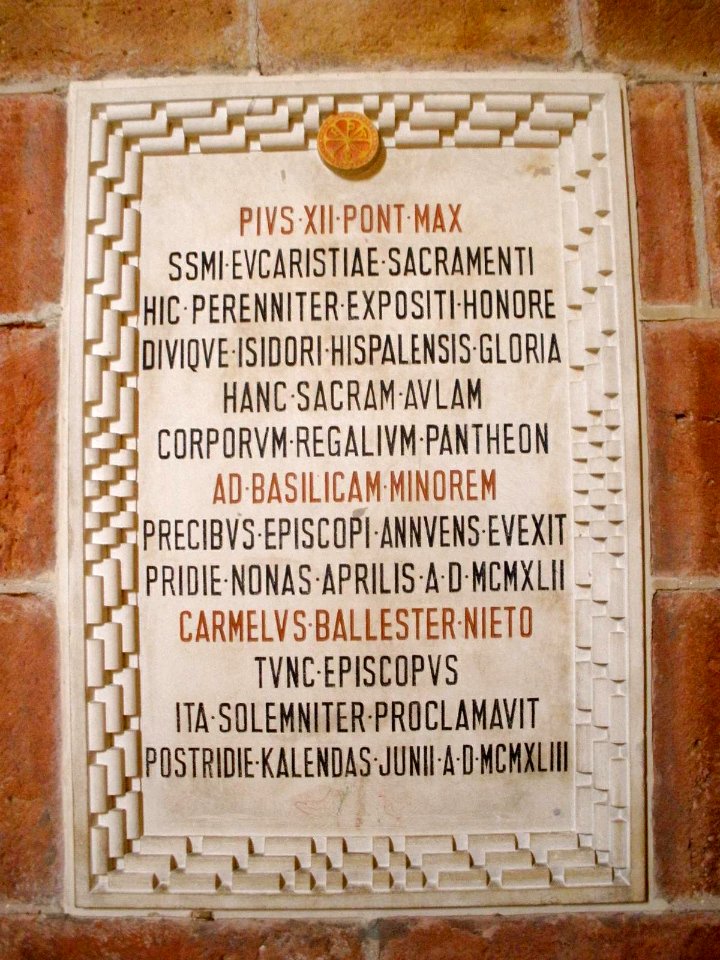 PIVS·XII·PONT·MAX
SSMI·EVCARISTIAE·SACRAMENTI
HIC·PERENNITER·EXPOSITI·HONORE
DIVIQVE·ISIDORI·HISPALENSIS·GLORIA
HANC·SACRAM·AVLAM
CORPORVM·REGALIVM·PANTHEON
AD·BASILICAM·MINOREM
PRECIBVS·EPISCOPI·ANNVENS·EVEXIT
PRIDIE·NONAS·APRILIS·A·D·MCMXLII
CARMELVS·BALLESTER·NIETO
TVNC·EPISCOPVS
ITA·SOLEMNITER·PROCLAMAVIT
POSTRIDIE·KALENDAS·JUNII·A·D·MCMXLIII